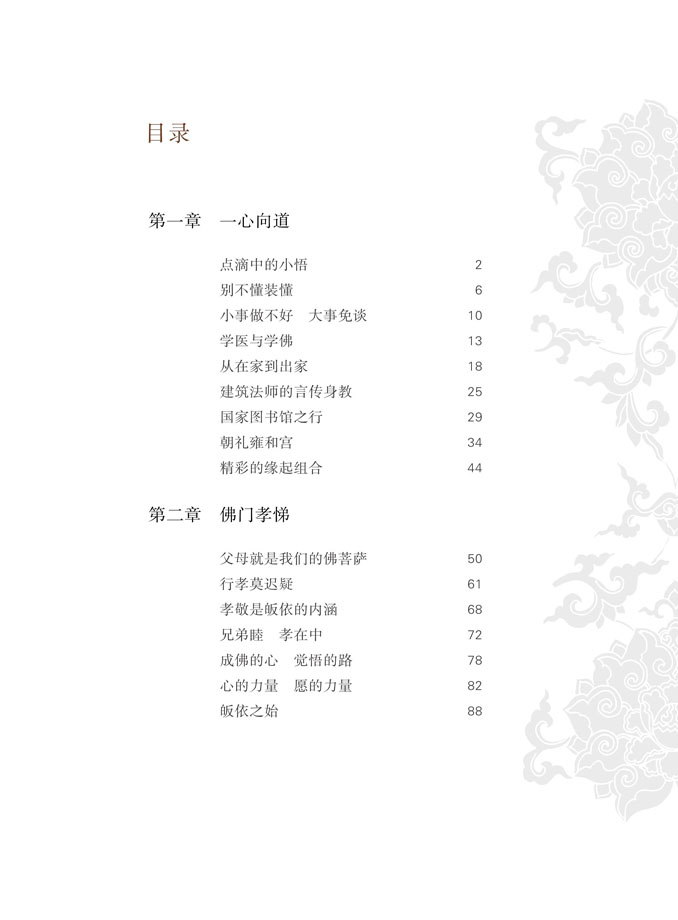 目录
第一章　一心向道
点滴中的小悟 2
别不懂装懂 6
小事做不好　大事免谈 10
学医与学佛 13
从在家到出家 18
建筑法师的言传身教 25
国家图书馆之行 29
朝礼雍和宫 34
精彩的缘起组合 44
第二章　佛门孝悌
父母就是我们的佛菩萨 50
行孝莫迟疑 61
孝敬是皈依的内涵 68
兄弟睦　孝在中 72
成佛的心　觉悟的路 78
心的力量　愿的力量 82
皈依之始 88